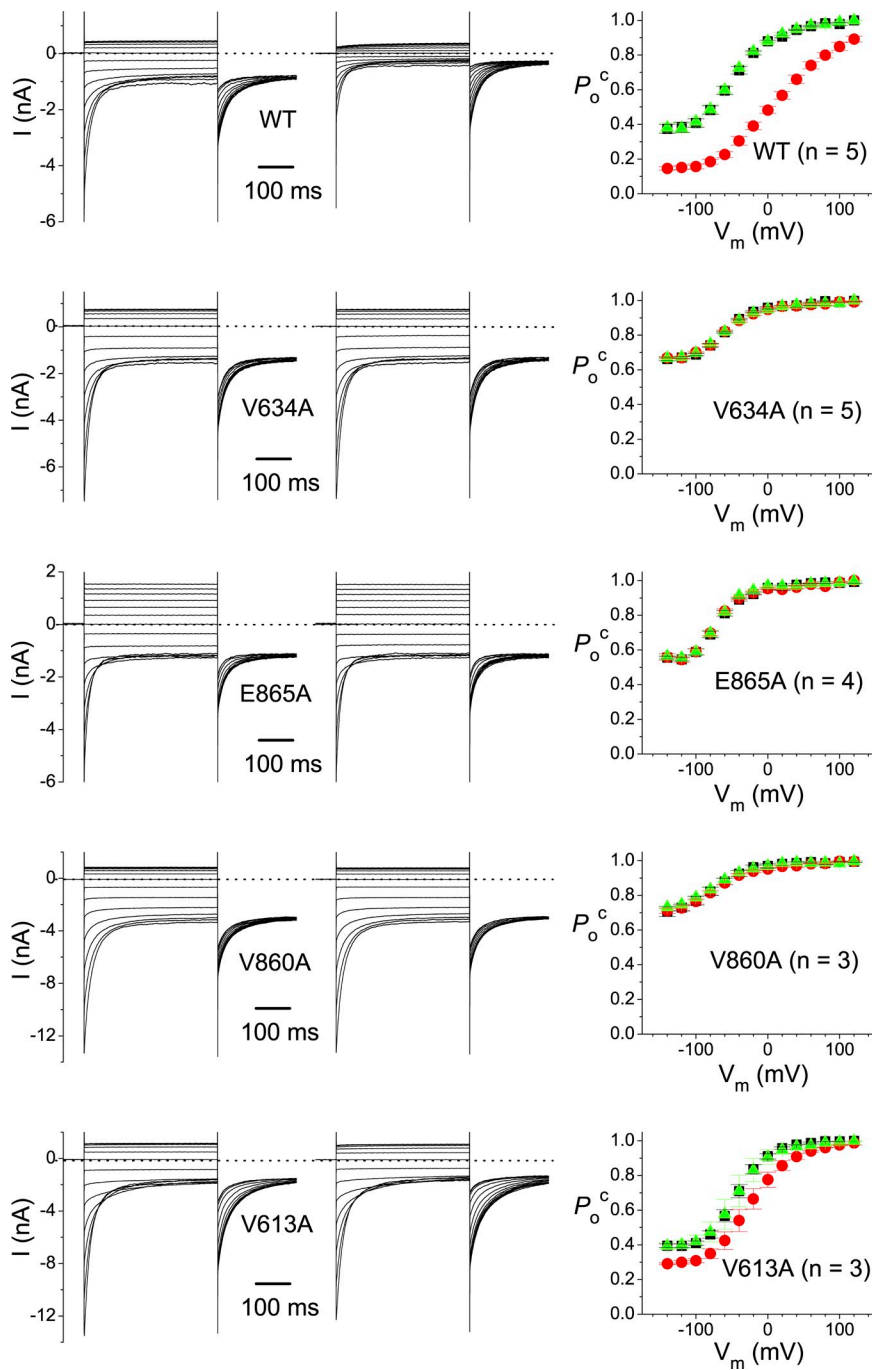 0
-2
-4
-6
I (nA)
WT
100 ms
1.0
0.8
0.6
0.4
0.2
0.0
Poc
WT (n = 5)
-100 0 100
Vm (mV)
0
-2
-4
-6
I (nA)
V634A
100 ms
1.0
0.8
0.6
0.4
0.2
0.0
Poc
V634A (n = 5)
-100 0 100
Vm (mV)
2
0
-2
-4
-6
I (nA)
E865A
100 ms
1.0
0.8
0.6
0.4
0.2
0.0
Poc
E865A (n = 4)
-100 0 100
Vm (mV)
0
-4
-8
-12
I (nA)
V860A
100 ms
1.0
0.8
0.6
0.4
0.2
0.0
Poc
V860A (n = 3)
-100 0 100
Vm (mV)
0
-4
-8
-12
I (nA)
V613A
100 ms
1.0
0.8
0.6
0.4
0.2
0.0
Poc
V613A (n = 3)
-100 0 100
Vm (mV)